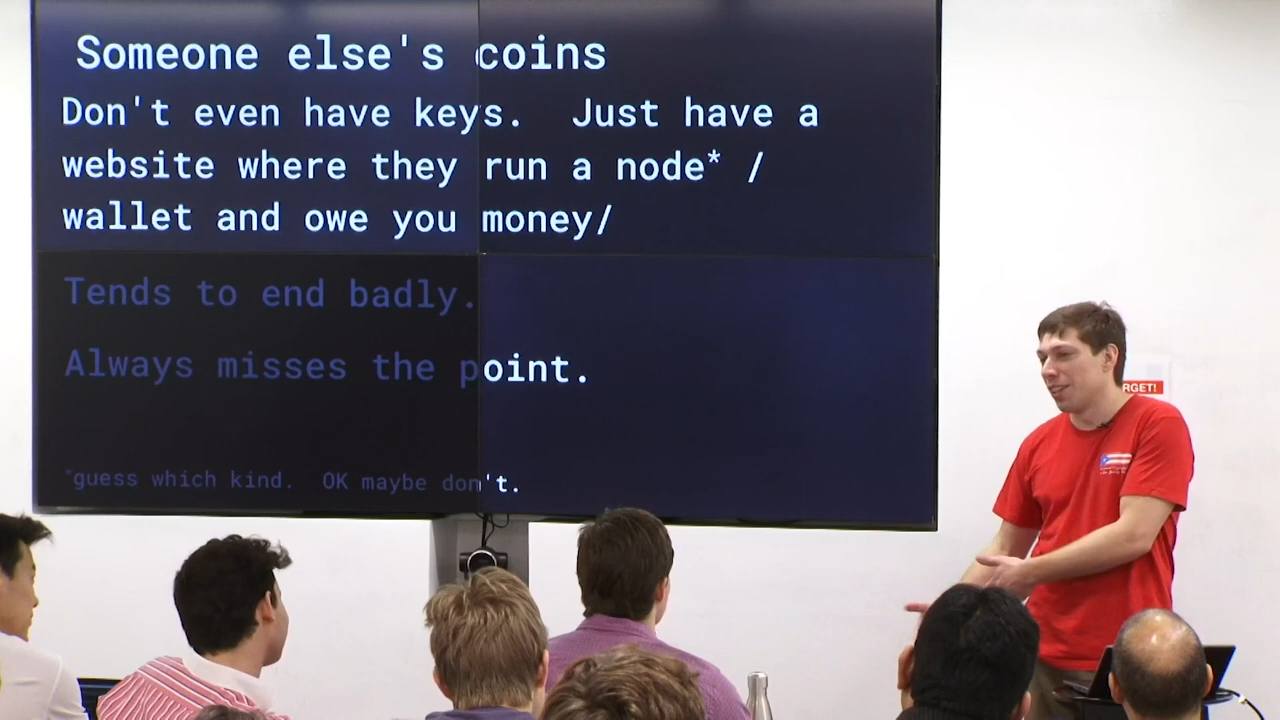 Someone else's coins
Don't even have keys.  Just have a
website where they run a node* /
wallet and owe you money/
Tends to end badly.
Always misses the point.
*guess which kind.  OK maybe don't.
RGET!